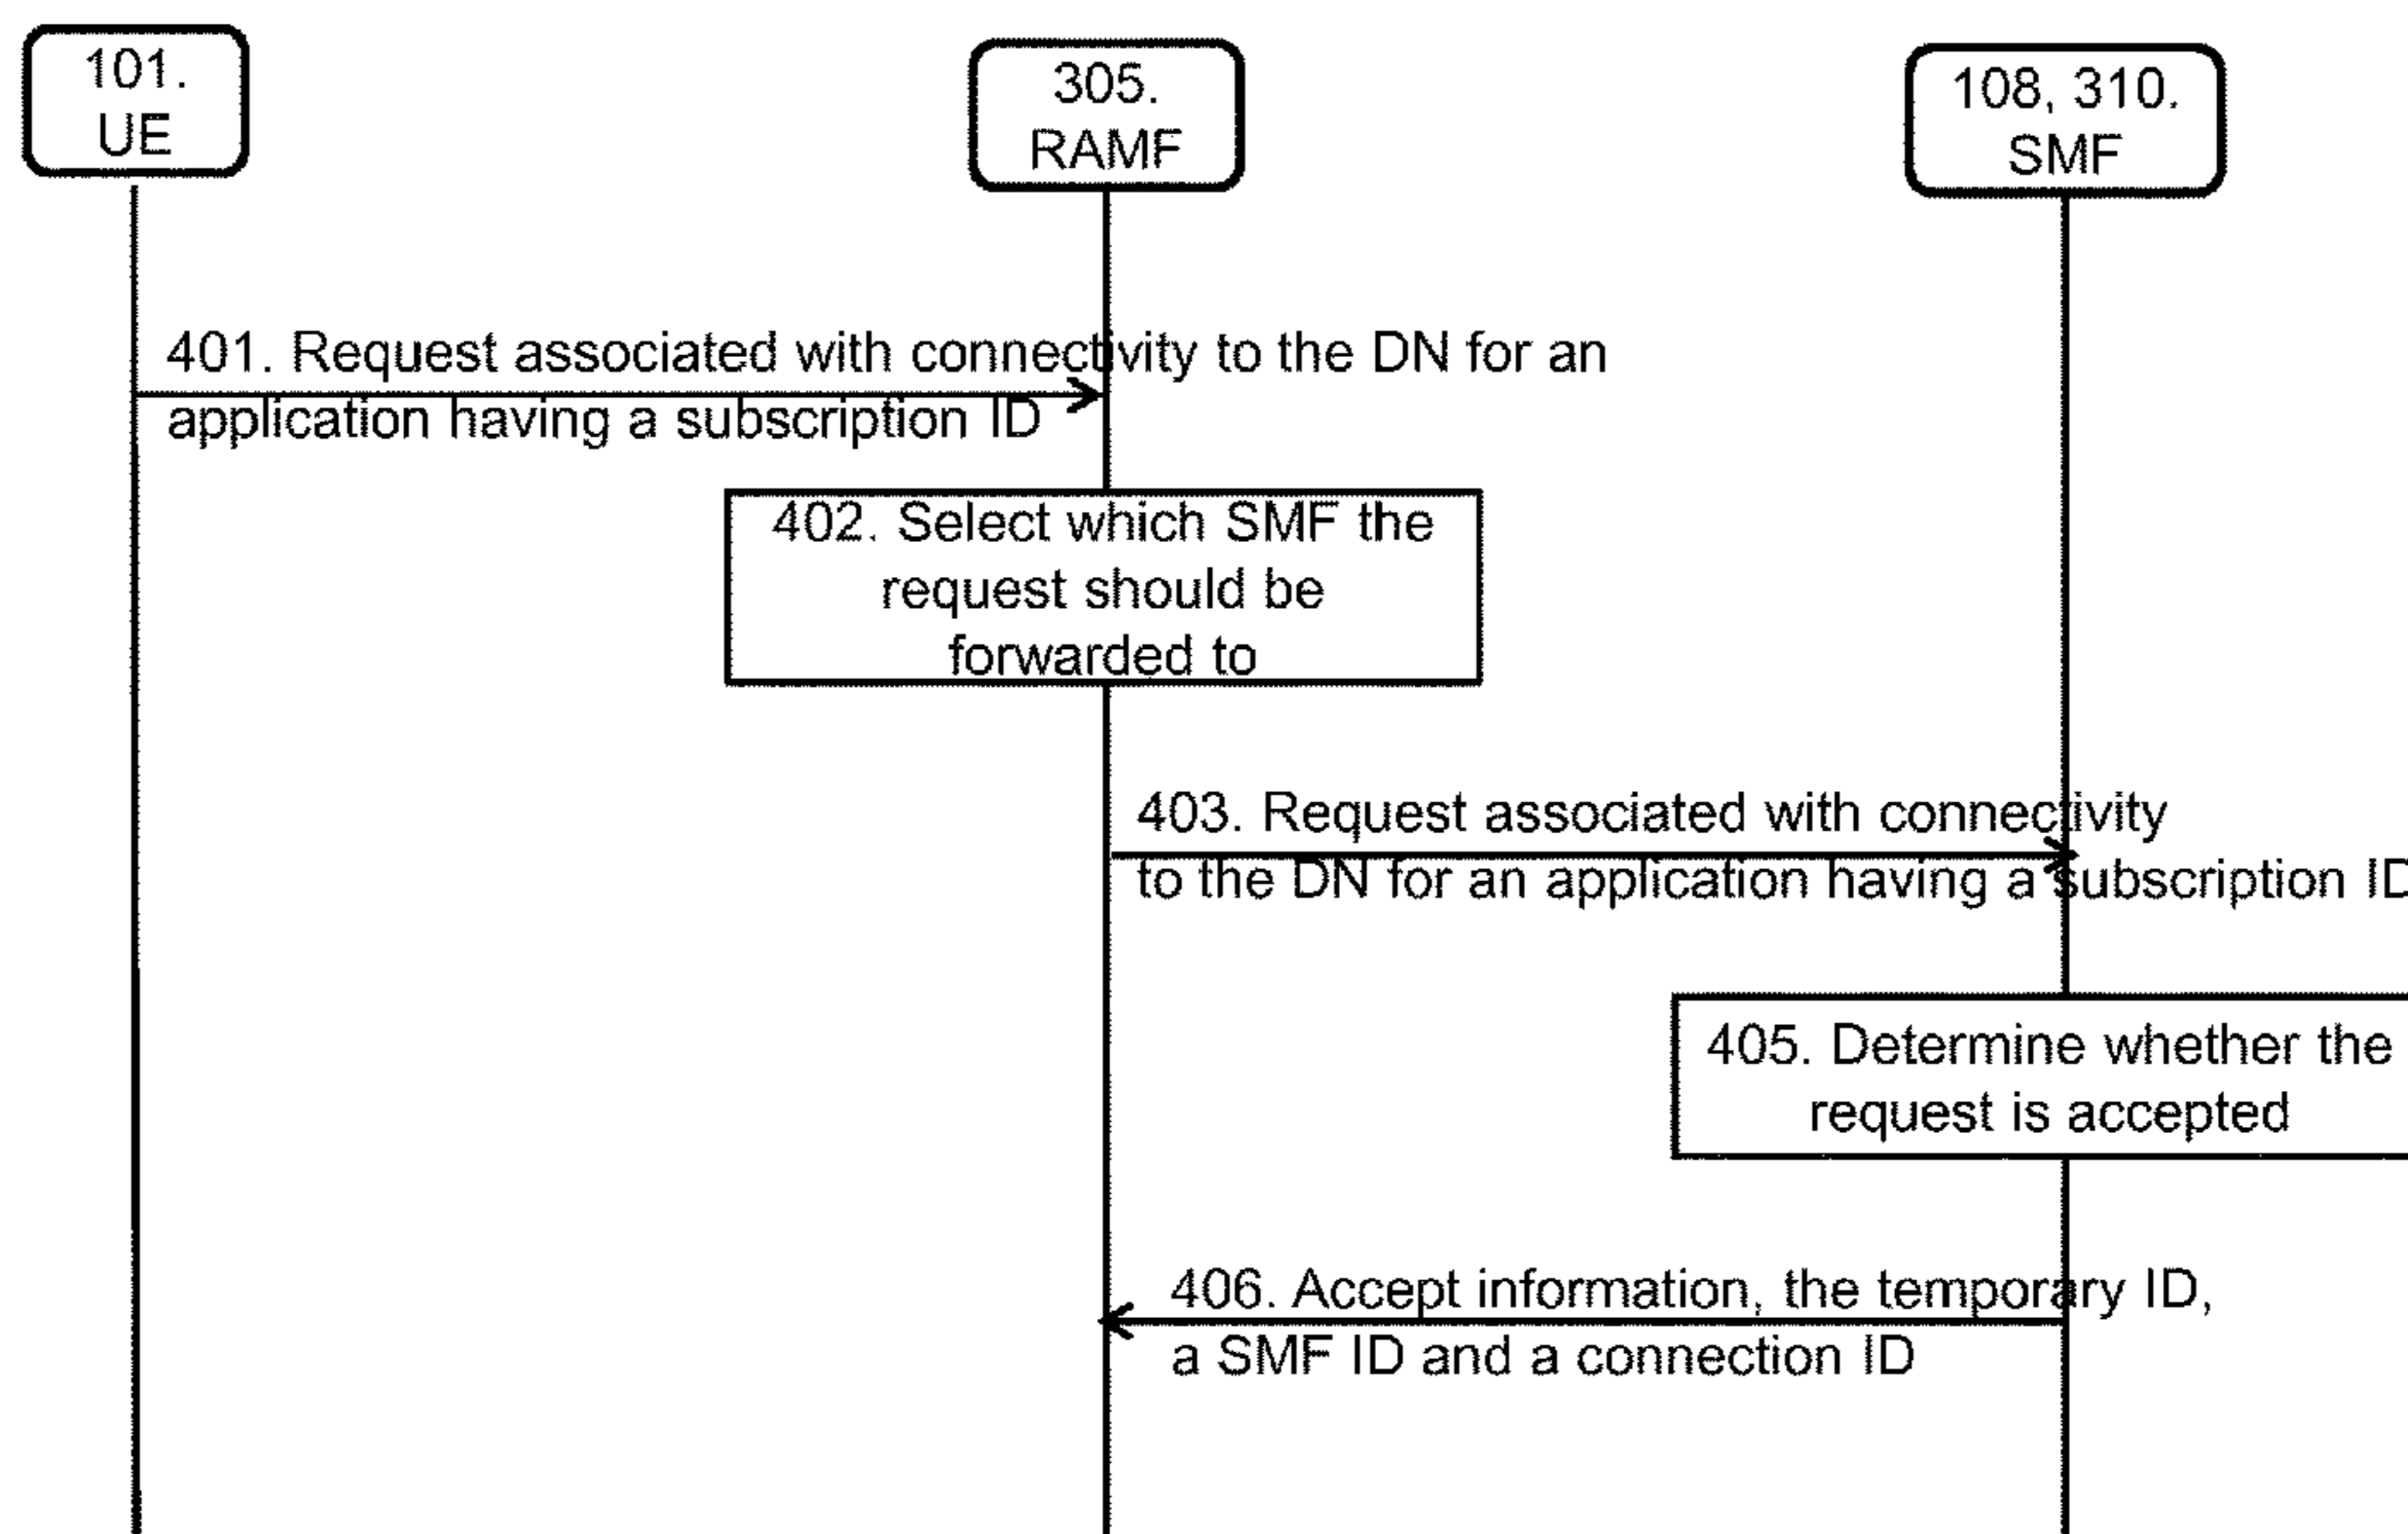 101.
UE
305.
RAMF
108, 310.
SMF
401. Request associated with connectivity to the DN for an
application having a subscription ID
402. Select which SMF the
request should be
forwarded to
403. Request associated with connectivity
to the DN for an application having a subscription ID
405. Determine whether the
request is accepted
406. Accept information, the temporary ID,
a SMF ID and a connection ID